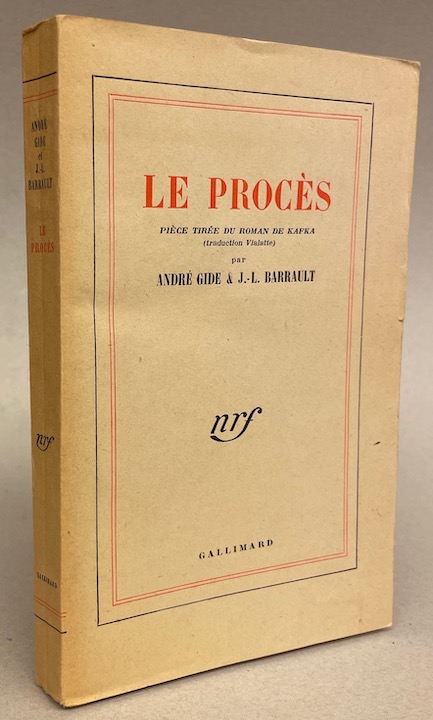 LE PROCÈS
PIÈCE TIRÉE DU ROMAN DE KAFKA
(traduction Vialatte)
par
ANDRÉ GIDE & J.-L. BARRAULT
nrf
GALLIMARD
ANDRÉ
GIDE
et
J.-L.
BARRAULT
LE
PROCÈS
nrf
GALLIMARD